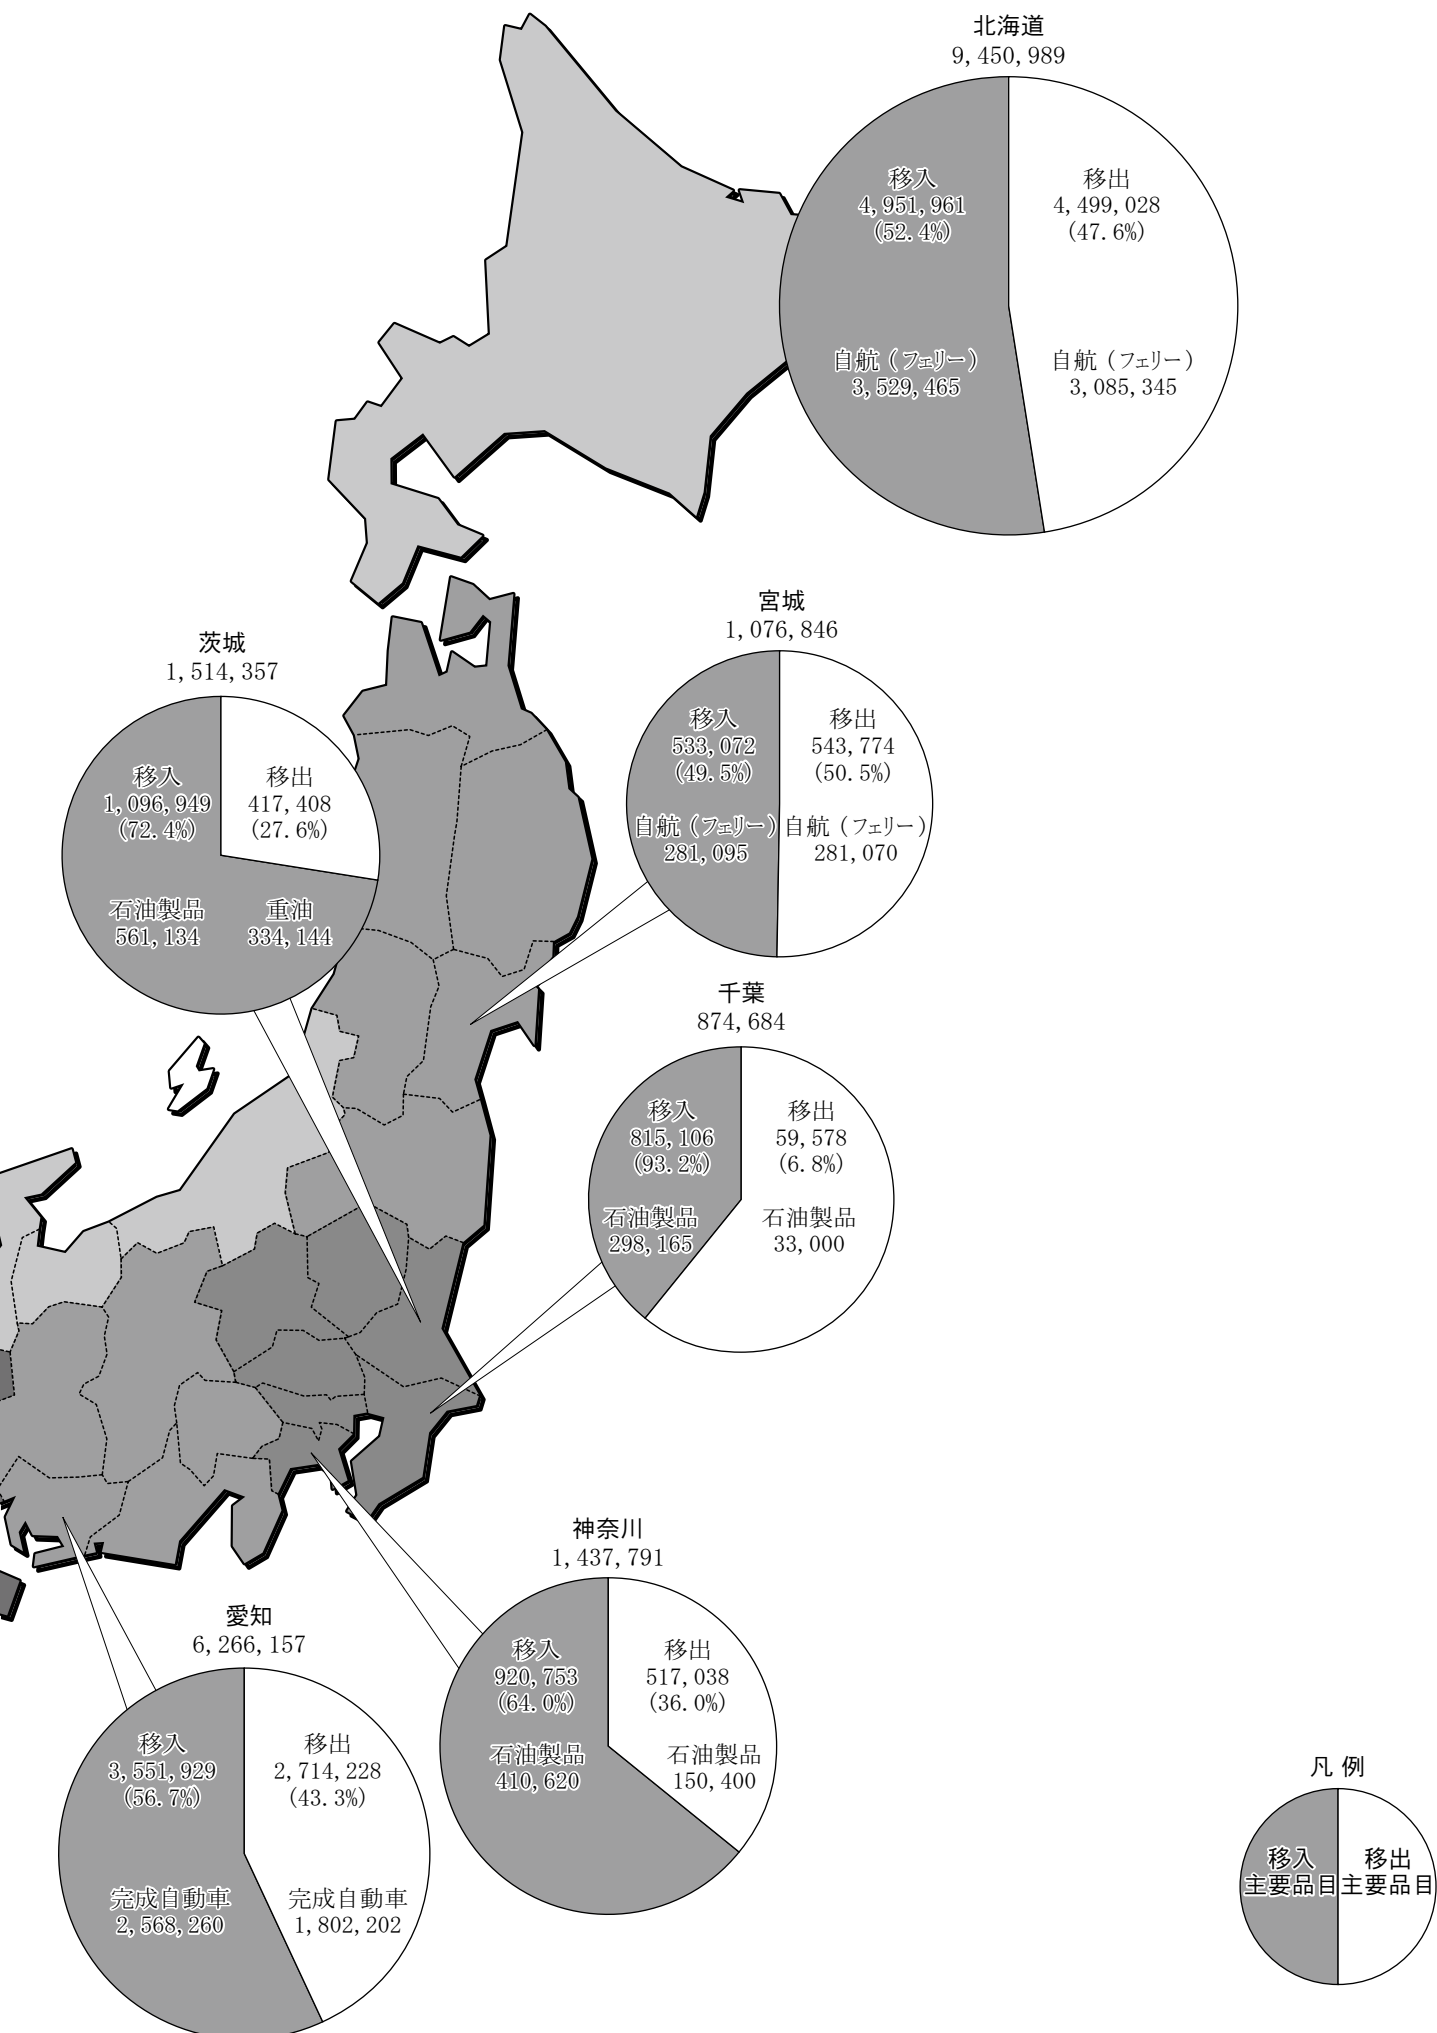 北海道
9,450,989
移入
4,951,961
(52.4%)
移出
4,499,028
(47.6%)
自航（フェリー）
3,529,465
自航（フェリー）
3,085,345
宮城
1,076,846
移入
533,072
(49.5%)
移出
543,774
(50.5%)
自航（フェリー）
281,095
自航（フェリー）
281,070
茨城
1,514,357
移入
1,096,949
(72.4%)
移出
417,408
(27.6%)
石油製品
561,134
重油
334,144
千葉
874,684
移入
815,106
(93.2%)
移出
59,578
(6.8%)
石油製品
298,165
石油製品
33,000
神奈川
1,437,791
移入
920,753
(64.0%)
移出
517,038
(36.0%)
石油製品
410,620
石油製品
150,400
愛知
6,266,157
移入
3,551,929
(56.7%)
移出
2,714,228
(43.3%)
完成自動車
2,568,260
完成自動車
1,802,202
凡例
移入
主要品目
移出
主要品目